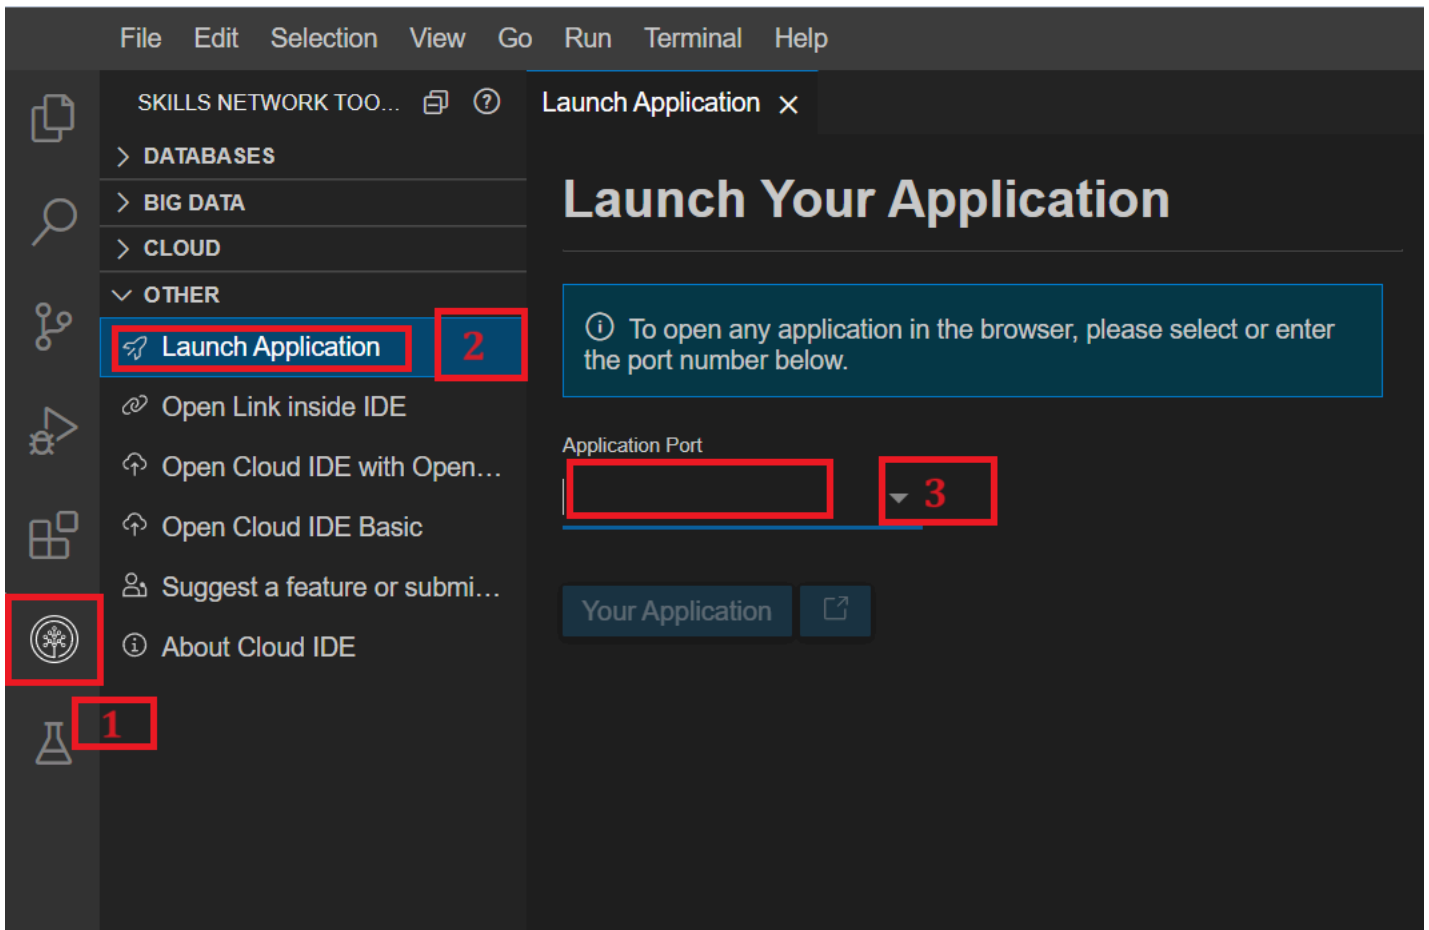 File Edit Selection View Go Run Terminal Help
SKILLS NETWORK TOO...
DATABASES
BIG DATA
CLOUD
OTHER
Launch Application
2
Open Link inside IDE
Open Cloud IDE with Open...
Open Cloud IDE Basic
Suggest a feature or submi...
About Cloud IDE
1
Launch Application
Launch Your Application
To open any application in the browser, please select or enter
the port number below.
Application Port
3
Your Application